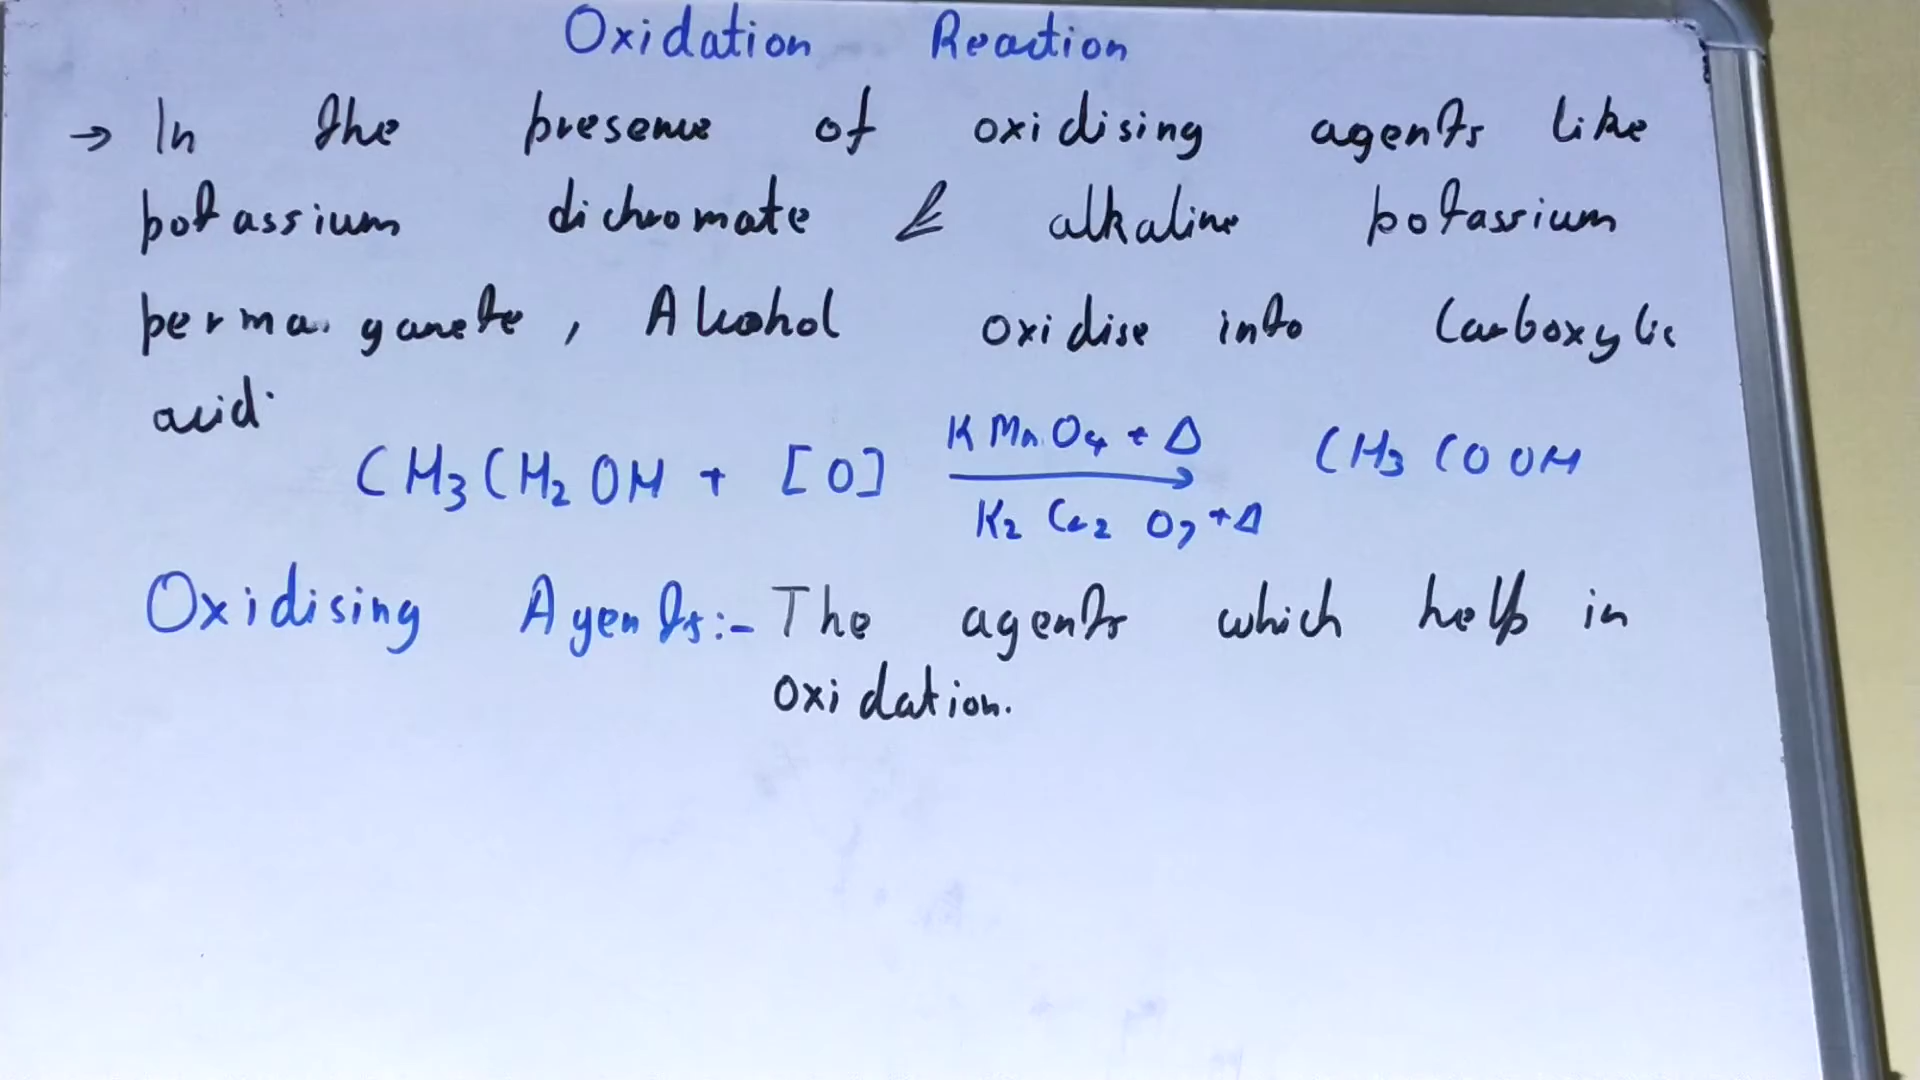 Oxidation Reaction
→ In the presence of oxidising agents like
potassium dichromate & alkaline potassium
permanganete, Alcohol oxidise into Carboxylic
acid.
KMnO4 + Δ
CH3CH2OH + [O] → CH3COOH
K2Cr2O7 + Δ
Oxidising Agents:- The agents which help in
oxidation.